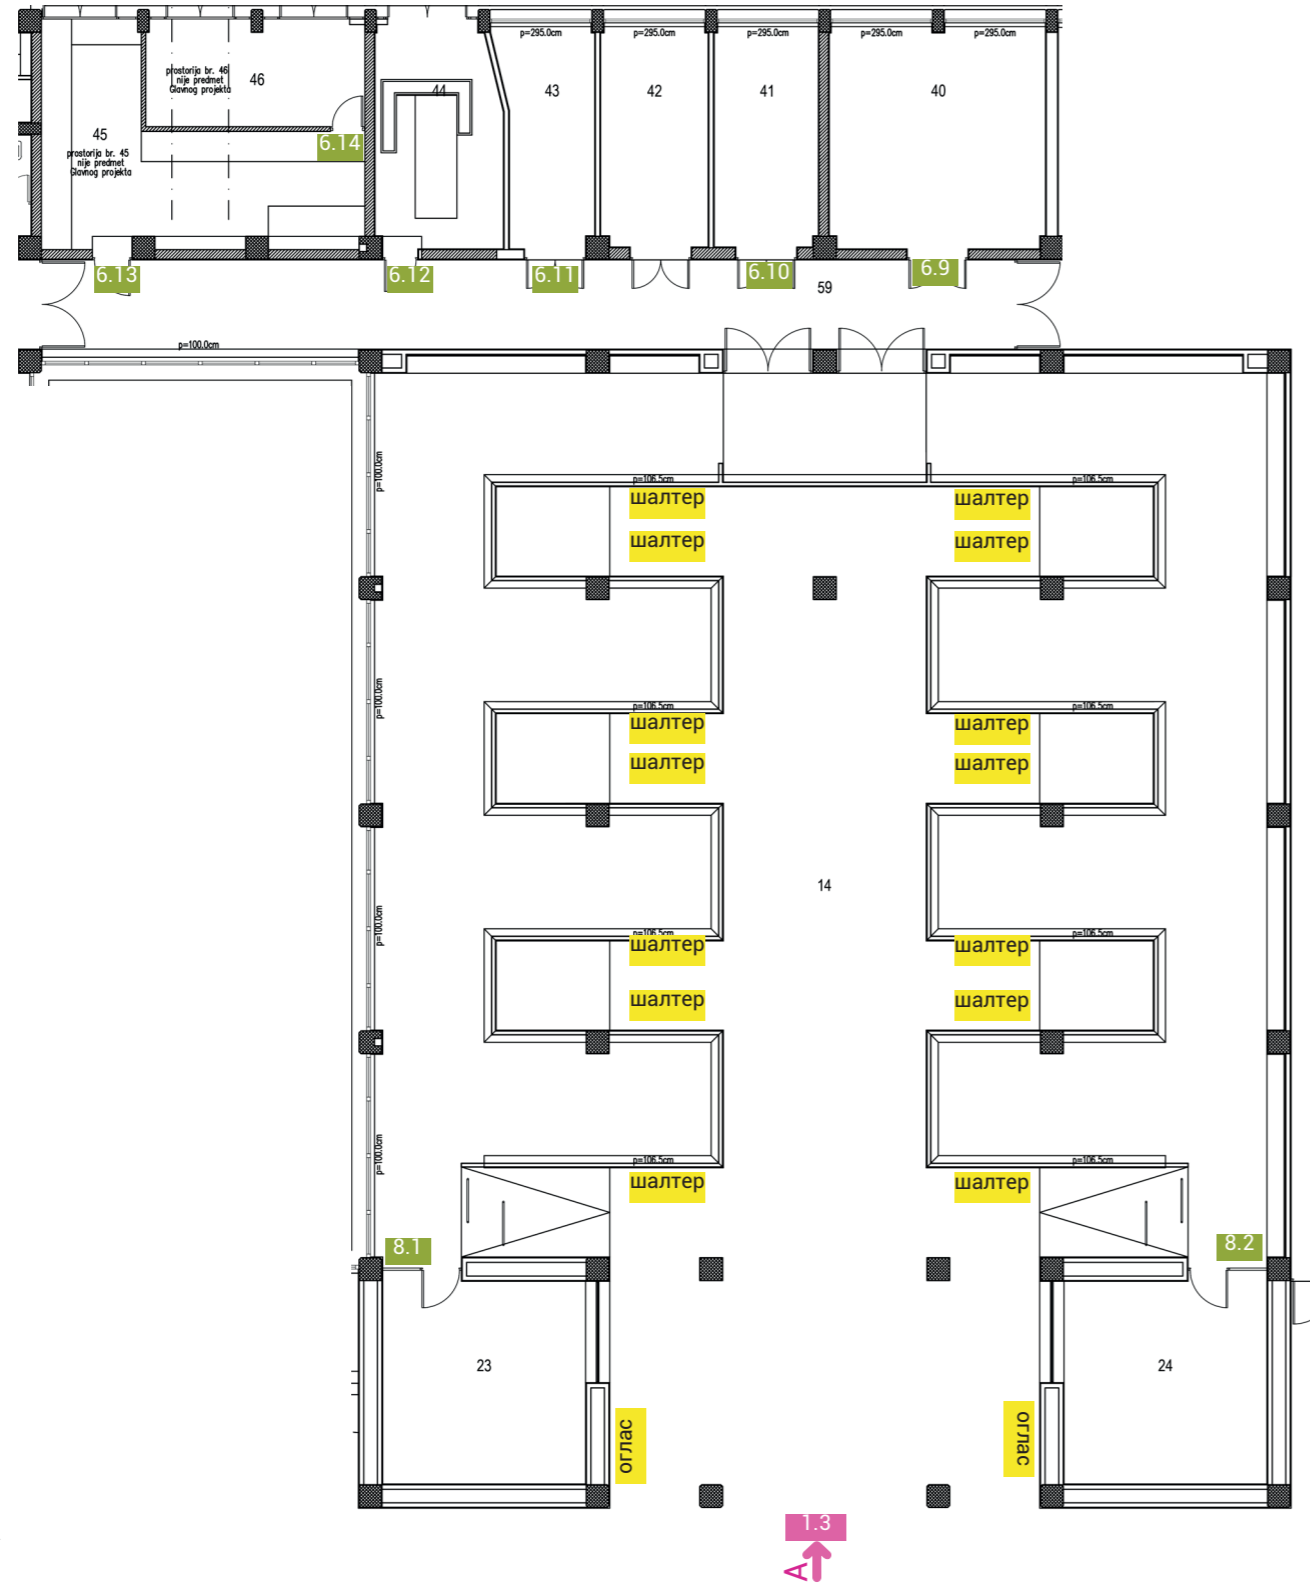 p=295.0cm
p=295.0cm
p=295.0cm
p=295.0cm
p=295.0cm
prostorija br. 46
nije predmet
Glavnog projekta
46
44
43
42
41
40
45
prostorija br. 45
nije predmet
Glavnog projekta
6.14
6.13
6.12
6.11
6.10
6.9
59
p=100.0cm
p=100.0cm
p=106.5cm
p=106.5cm
шалтер
шалтер
шалтер
шалтер
p=100.0cm
p=106.5cm
p=106.5cm
шалтер
шалтер
шалтер
шалтер
14
p=100.0cm
p=106.5cm
p=106.5cm
шалтер
шалтер
шалтер
шалтер
p=100.0cm
p=106.5cm
p=106.5cm
шалтер
шалтер
8.1
8.2
23
24
оглас
оглас
1.3
A